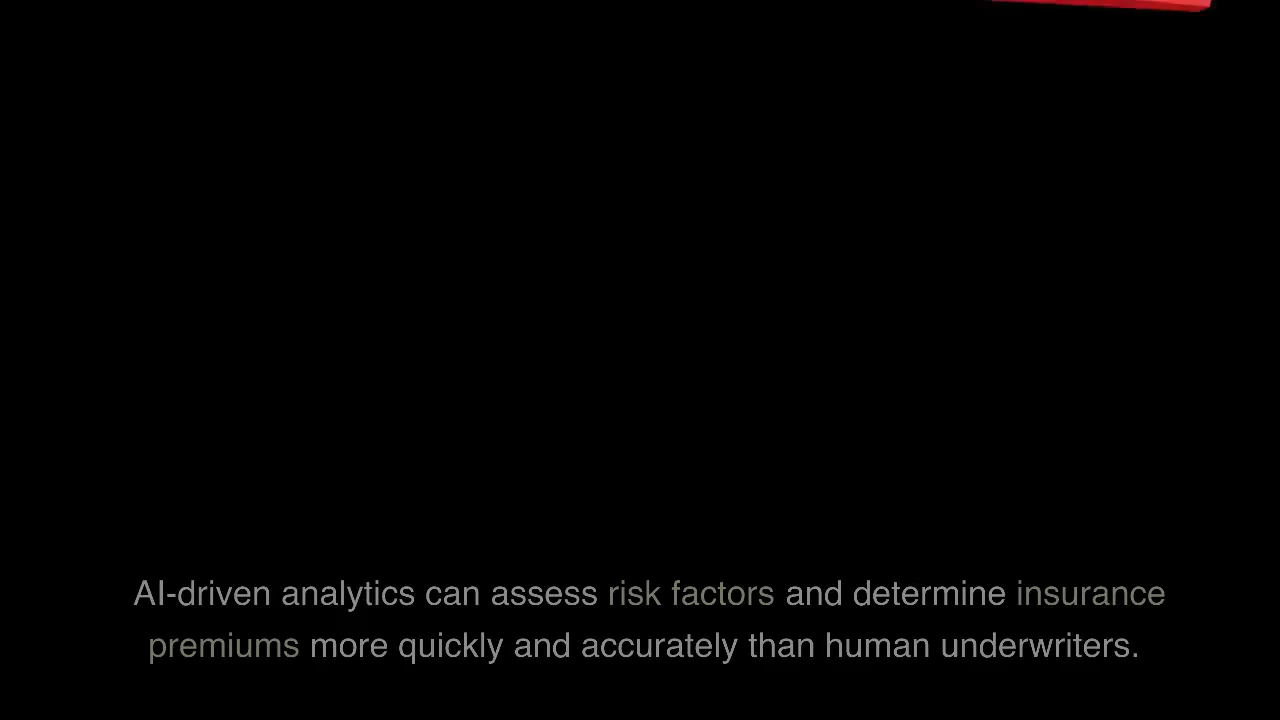 AI-driven analytics can assess risk factors and determine insurance
premiums more quickly and accurately than human underwriters.